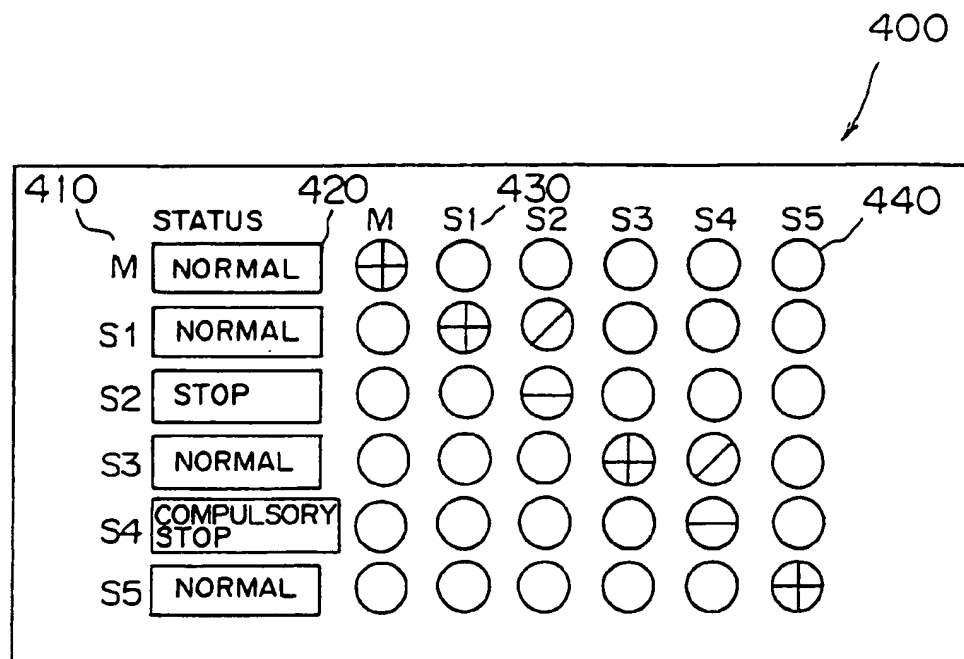 400
410 420 430 440
STATUS M S1 S2 S3 S4 S5
M NORMAL
S1 NORMAL
S2 STOP
S3 NORMAL
S4 COMPULSORY
STOP
S5 NORMAL